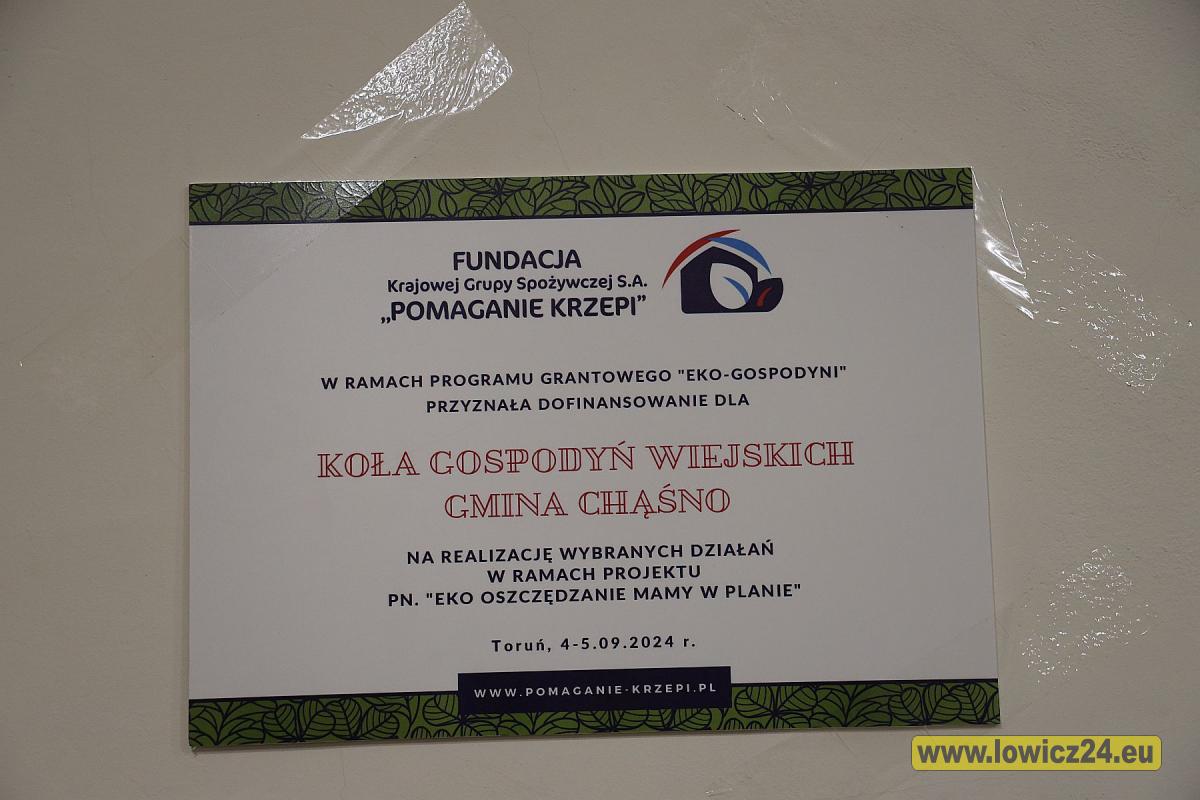 FUNDACJA
Krajowej Grupy Spożywczej S.A.
„POMAGANIE KRZEPI”
W RAMACH PROGRAMU GRANTOWEGO "EKO-GOSPODYNI"
PRZYZNAŁA DOFINANSOWANIE DLA
KOŁA GOSPODYŃ WIEJSKICH
GMINA CHĄŚNO
NA REALIZACJĘ WYBRANYCH DZIAŁAŃ
W RAMACH PROJEKTU
PN. "EKO OSZCZĘDZANIE MAMY W PLANIE"
Toruń, 4-5.09.2024 r.
WWW.POMAGANIE-KRZEPI.PL
www.lowicz24.eu